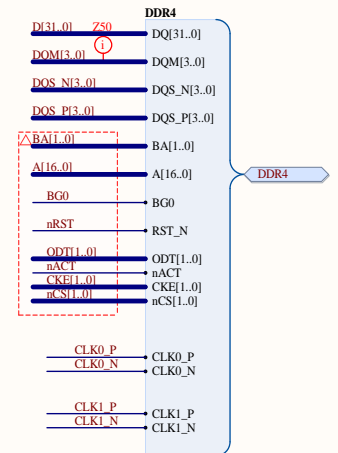 DDR4
D[31..0] Z50 DQ[31..0]
i
DQM[3..0] DQM[3..0]
DQS_N[3..0] DQS_N[3..0]
DQS_P[3..0] DQS_P[3..0]
BA[1..0] BA[1..0]
A[16..0] A[16..0] DDR4
BG0 BG0
nRST RST_N
ODT[1..0] ODT[1..0]
nACT nACT
CKE[1..0] CKE[1..0]
nCS[1..0] nCS[1..0]
CLK0_P CLK0_P
CLK0_N CLK0_N
CLK1_P CLK1_P
CLK1_N CLK1_N